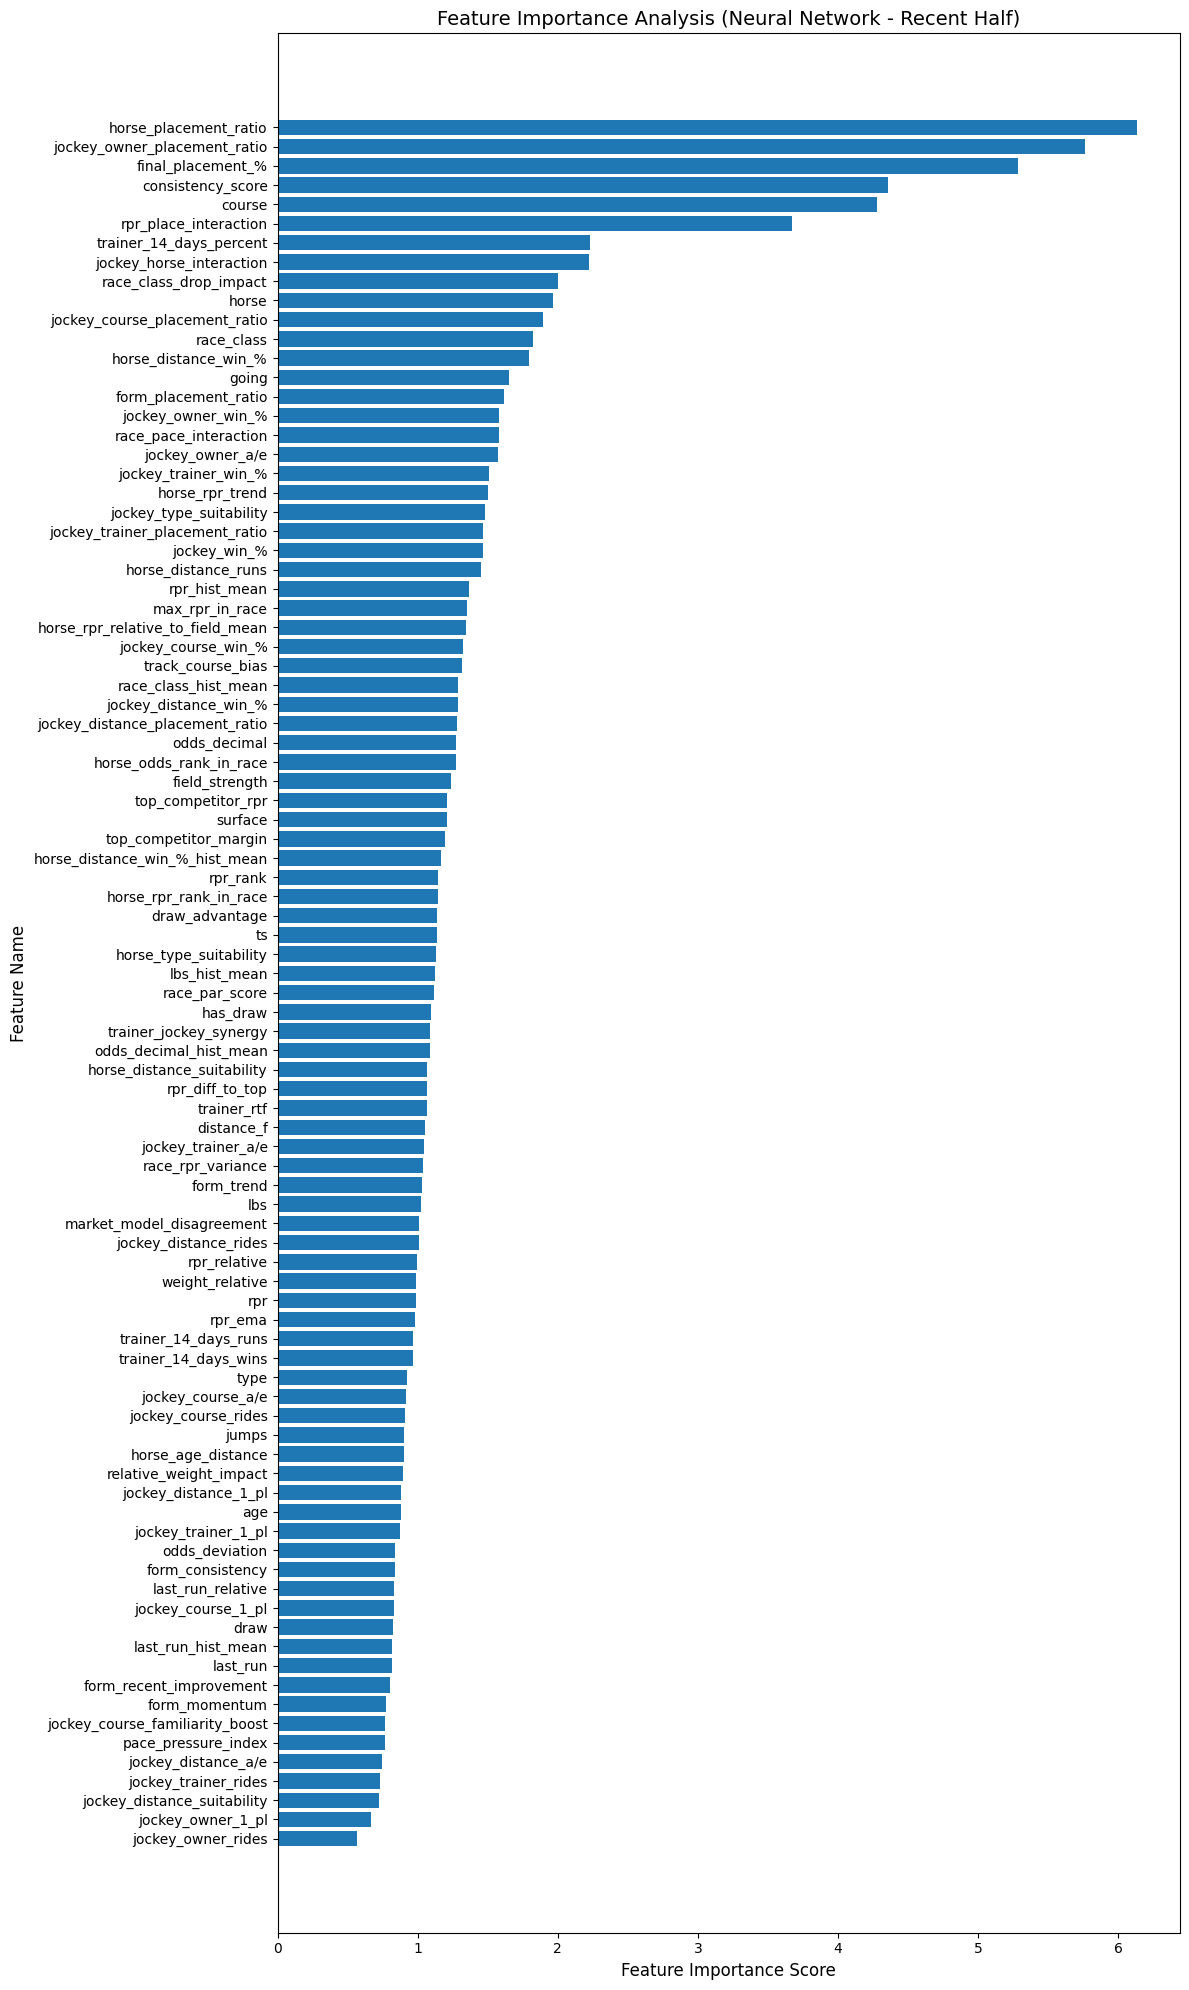 Feature Importance Analysis (Neural Network - Recent Half)
horse_placement_ratio
jockey_owner_placement_ratio
final_placement_%
consistency_score
course
rpr_place_interaction
trainer_14_days_percent
jockey_horse_interaction
race_class_drop_impact
horse
jockey_course_placement_ratio
race_class
horse_distance_win_%
going
form_placement_ratio
jockey_owner_win_%
race_pace_interaction
jockey_owner_a/e
jockey_trainer_win_%
horse_rpr_trend
jockey_type_suitability
jockey_trainer_placement_ratio
jockey_win_%
horse_distance_runs
rpr_hist_mean
max_rpr_in_race
horse_rpr_relative_to_field_mean
jockey_course_win_%
track_course_bias
race_class_hist_mean
jockey_distance_win_%
jockey_distance_placement_ratio
odds_decimal
horse_odds_rank_in_race
field_strength
top_competitor_rpr
surface
top_competitor_margin
horse_distance_win_%_hist_mean
rpr_rank
horse_rpr_rank_in_race
draw_advantage
ts
horse_type_suitability
lbs_hist_mean
race_par_score
has_draw
trainer_jockey_synergy
odds_decimal_hist_mean
horse_distance_suitability
rpr_diff_to_top
trainer_rtf
distance_f
jockey_trainer_a/e
race_rpr_variance
form_trend
lbs
market_model_disagreement
jockey_distance_rides
rpr_relative
weight_relative
rpr
rpr_ema
trainer_14_days_runs
trainer_14_days_wins
type
jockey_course_a/e
jockey_course_rides
jumps
horse_age_distance
relative_weight_impact
jockey_distance_1_pl
age
jockey_trainer_1_pl
odds_deviation
form_consistency
last_run_relative
jockey_course_1_pl
draw
last_run_hist_mean
last_run
form_recent_improvement
form_momentum
jockey_course_familiarity_boost
pace_pressure_index
jockey_distance_a/e
jockey_trainer_rides
jockey_distance_suitability
jockey_owner_1_pl
jockey_owner_rides
Feature Name
0 1 2 3 4 5 6
Feature Importance Score